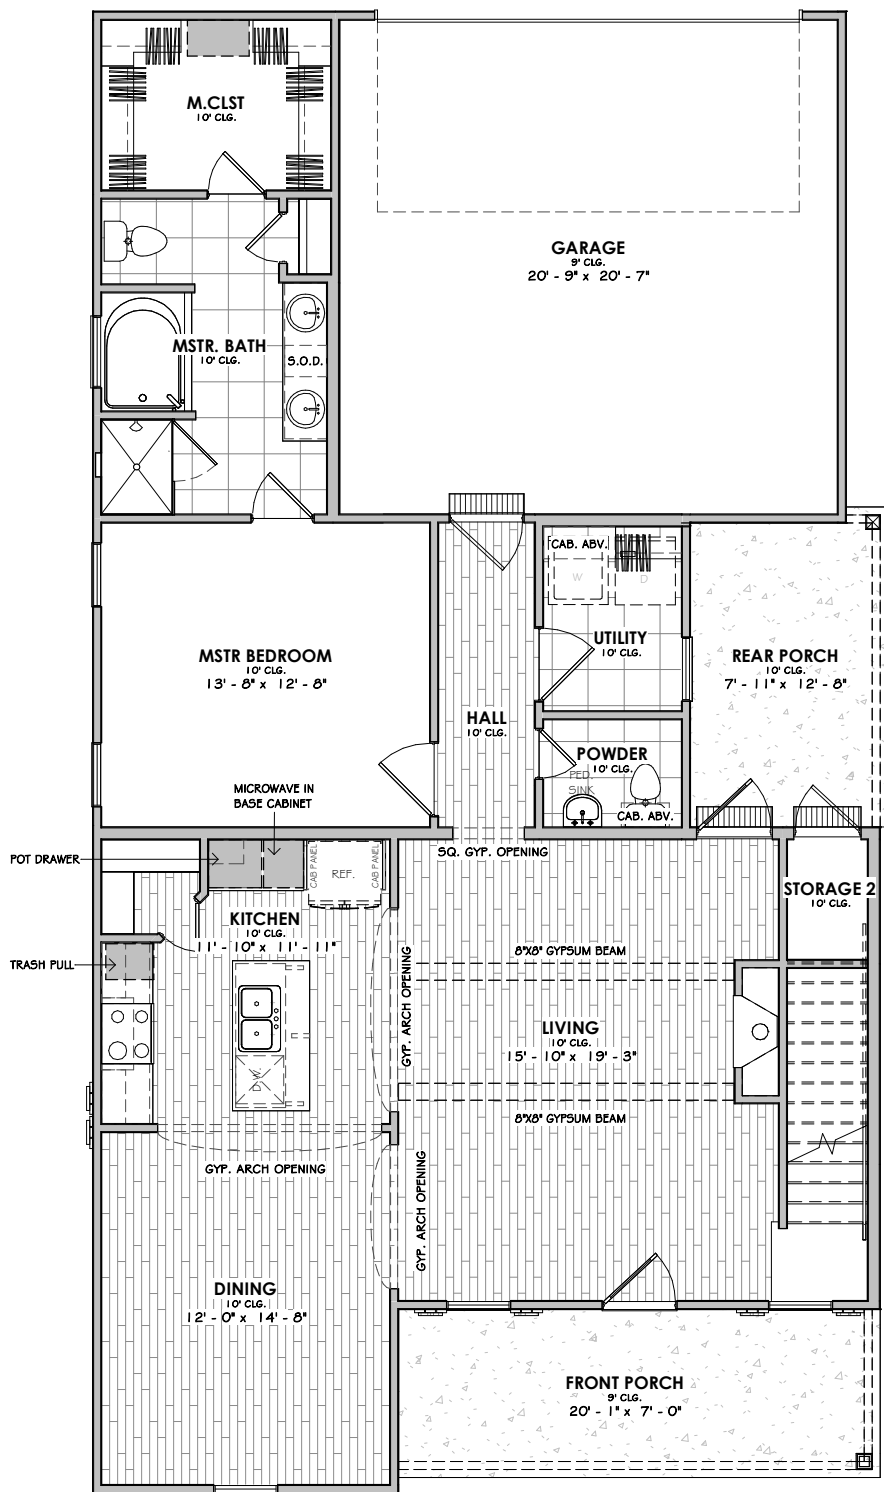 M.CLST
10' CLG.
GARAGE
9' CLG.
20' - 9" x 20' - 7"
MSTR. BATH
10' CLG.
S.O.D.
CAB. ABV.
W
D
UTILITY
10' CLG.
MSTR BEDROOM
10' CLG.
13' - 8" x 12' - 8"
REAR PORCH
10' CLG.
7' - 11" x 12' - 8"
HALL
10' CLG.
POWDER
10' CLG.
PED.
SINK
CAB. ABV.
MICROWAVE IN
BASE CABINET
POT DRAWER
SQ. GYP. OPENING
CAB PANEL
REF.
CAB PANEL
STORAGE 2
10' CLG.
KITCHEN
10' CLG.
11' - 10" x 11' - 11"
TRASH PULL
8"X8" GYPSUM BEAM
GYP. ARCH OPENING
LIVING
10' CLG.
15' - 10" x 19' - 3"
D.W.
8"X8" GYPSUM BEAM
GYP. ARCH OPENING
GYP. ARCH OPENING
DINING
10' CLG.
12' - 0" x 14' - 8"
FRONT PORCH
9' CLG.
20' - 1" x 7' - 0"